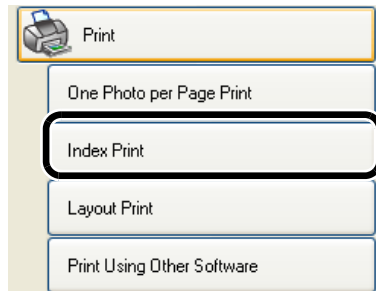 Print
One Photo per Page Print
Index Print
Layout Print
Print Using Other Software